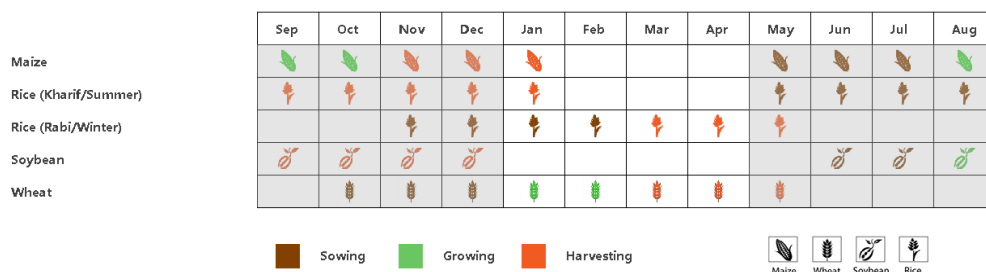 Sep Oct Nov Dec Jan Feb Mar Apr May Jun Jul Aug
Maize
Rice (Kharif/Summer)
Rice (Rabi/Winter)
Soybean
Wheat
Sowing Growing Harvesting
Maize Wheat Soybean Rice